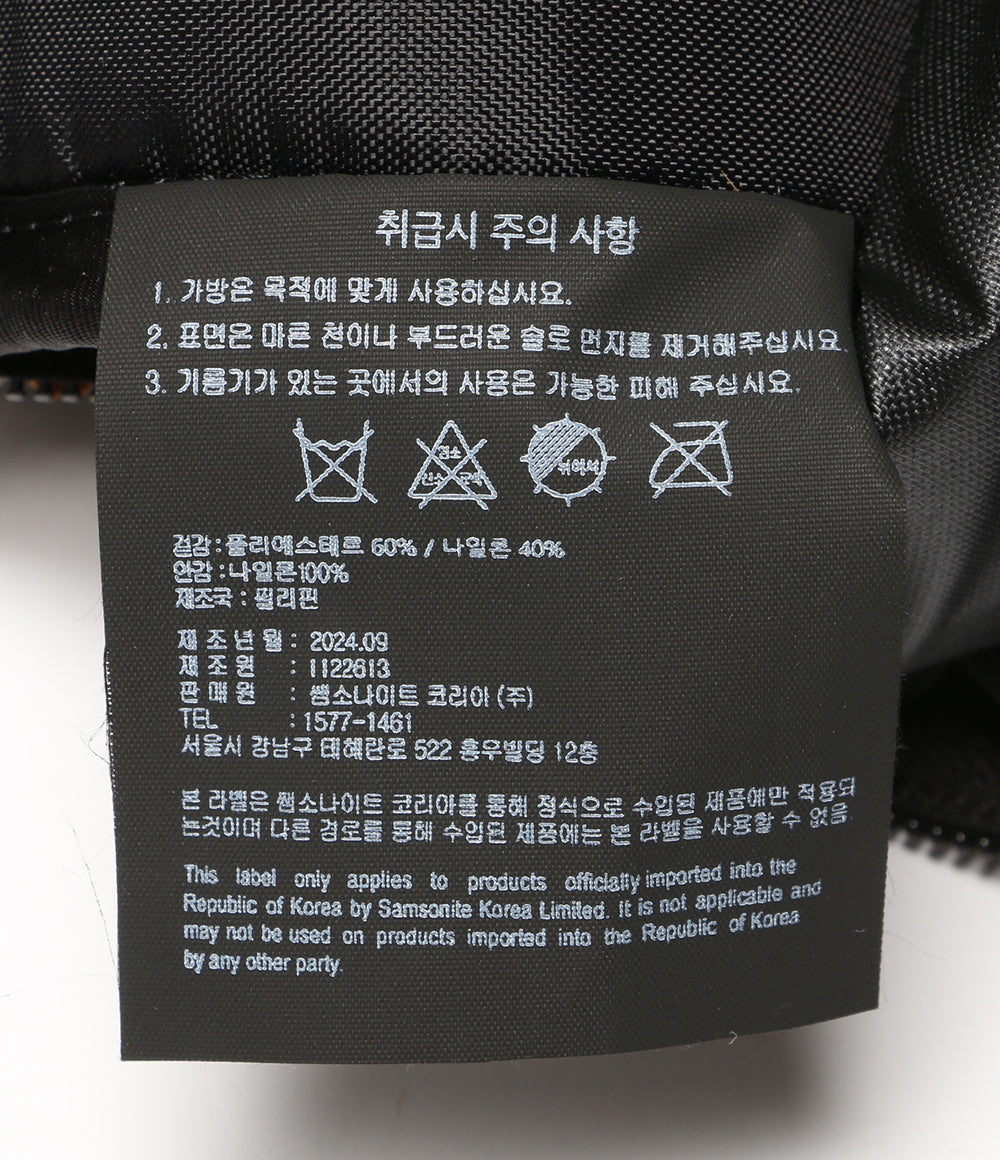 취급시 주의 사항
1. 가방은 목적에 맞게 사용하십시요.
2. 표면은 마른 천이나 부드러운 솔로 먼지를 제거해주십시요.
3. 기름기가 있는 곳에서의 사용은 가능한 피해 주십시요.
염소
산소 표백
뉘어서
겉감 : 폴리에스테르 60% / 나일론 40%
안감 : 나일론100%
제조국 : 필리핀
제 조 년 월 : 2024.09
제 조 원 : 1122613
판 매 원 : 쌤소나이트 코리아 (주)
TEL : 1577-1461
서울시 강남구 테헤란로 522 홍우빌딩 12층
본 라벨은 쌤소나이트 코리아를 통해 정식으로 수입된 제품에만 적용되
는것이며 다른 경로를 통해 수입된 제품에는 본 라벨을 사용할 수 없음.
This label only applies to products officially imported into the
Republic of Korea by Samsonite Korea Limited. It is not applicable and
may not be used on products imported into the Republic of Korea
by any other party.